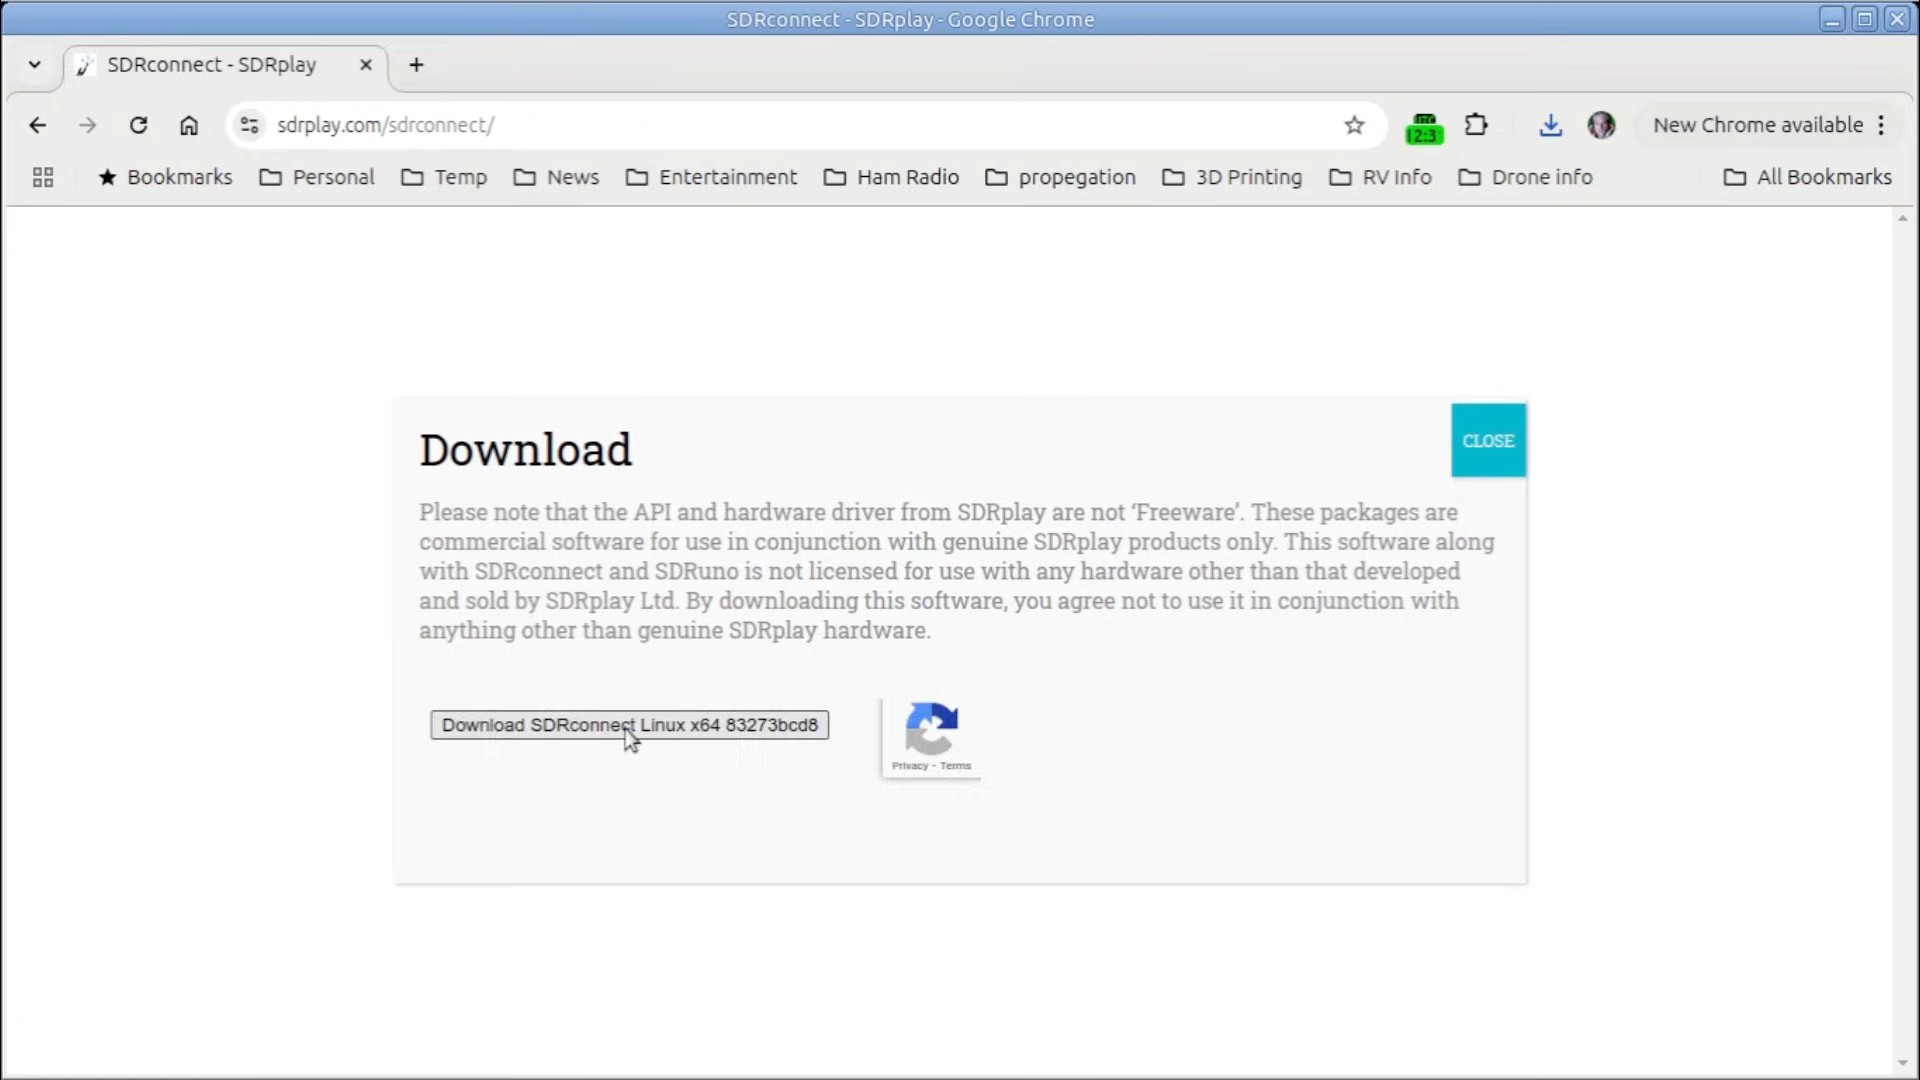 SDRconnect - SDRplay - Google Chrome
SDRconnect - SDRplay
sdrplay.com/sdrconnect/
12:3
New Chrome available
Bookmarks
Personal
Temp
News
Entertainment
Ham Radio
propegation
3D Printing
RV Info
Drone info
All Bookmarks
Download
CLOSE
Please note that the API and hardware driver from SDRplay are not ‘Freeware’. These packages are
commercial software for use in conjunction with genuine SDRplay products only. This software along
with SDRconnect and SDRuno is not licensed for use with any hardware other than that developed
and sold by SDRplay Ltd. By downloading this software, you agree not to use it in conjunction with
anything other than genuine SDRplay hardware.
Download SDRconnect Linux x64 83273bcd8
Privacy - Terms